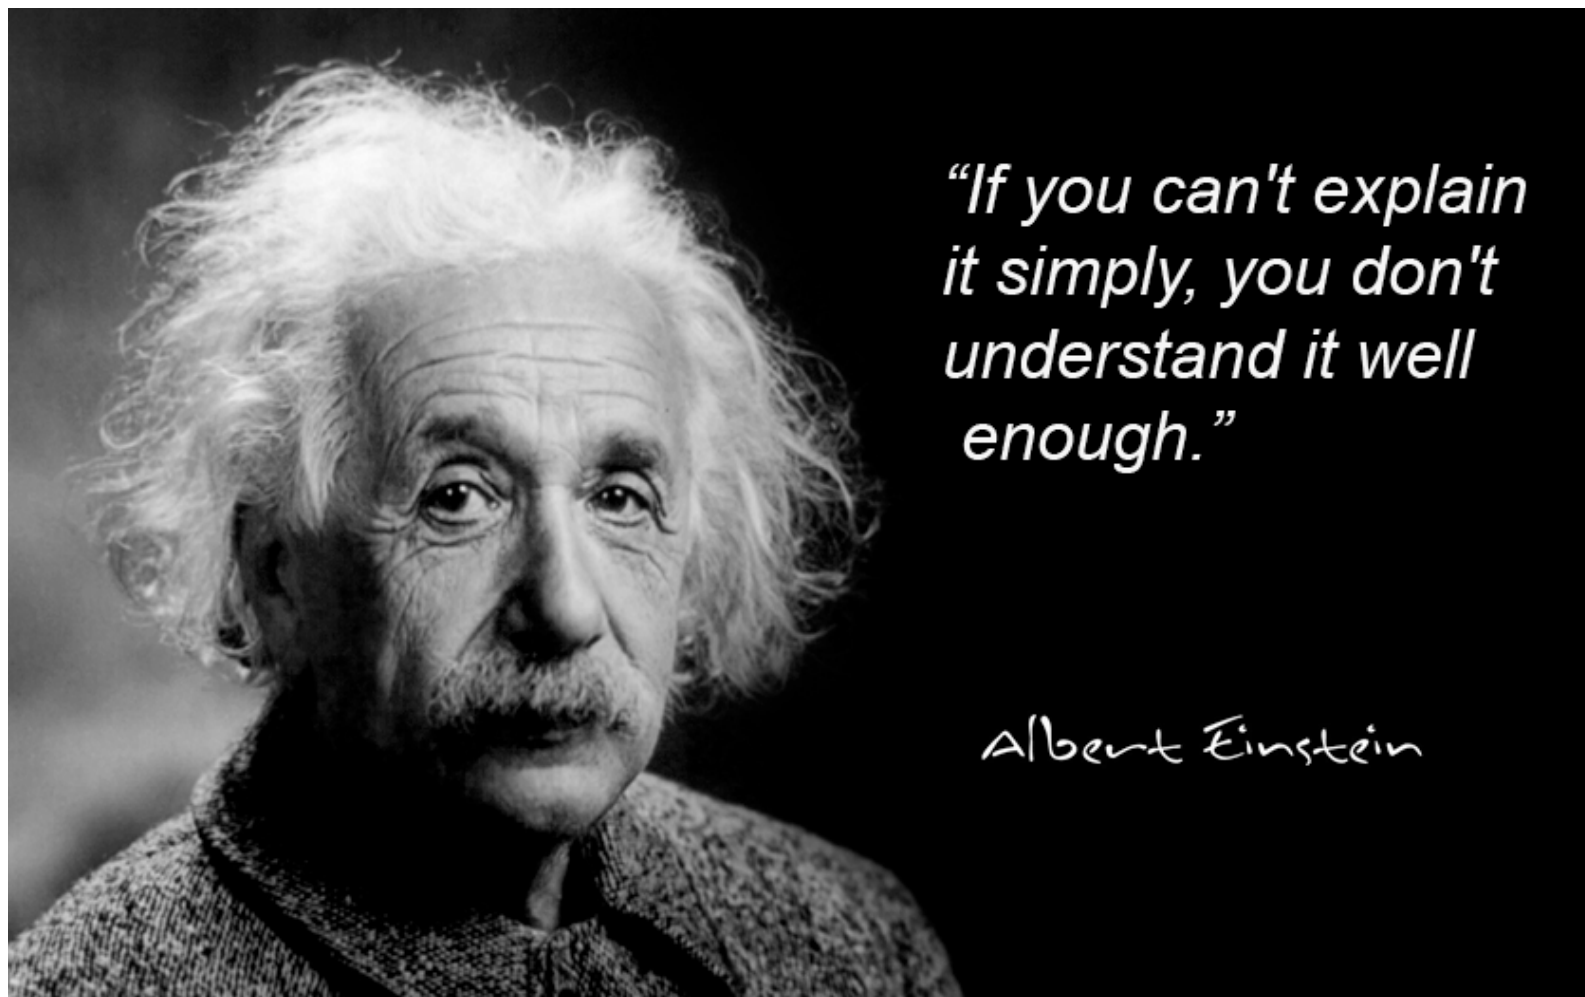 “If you can't explain
it simply, you don't
understand it well
enough.”
Albert Einstein